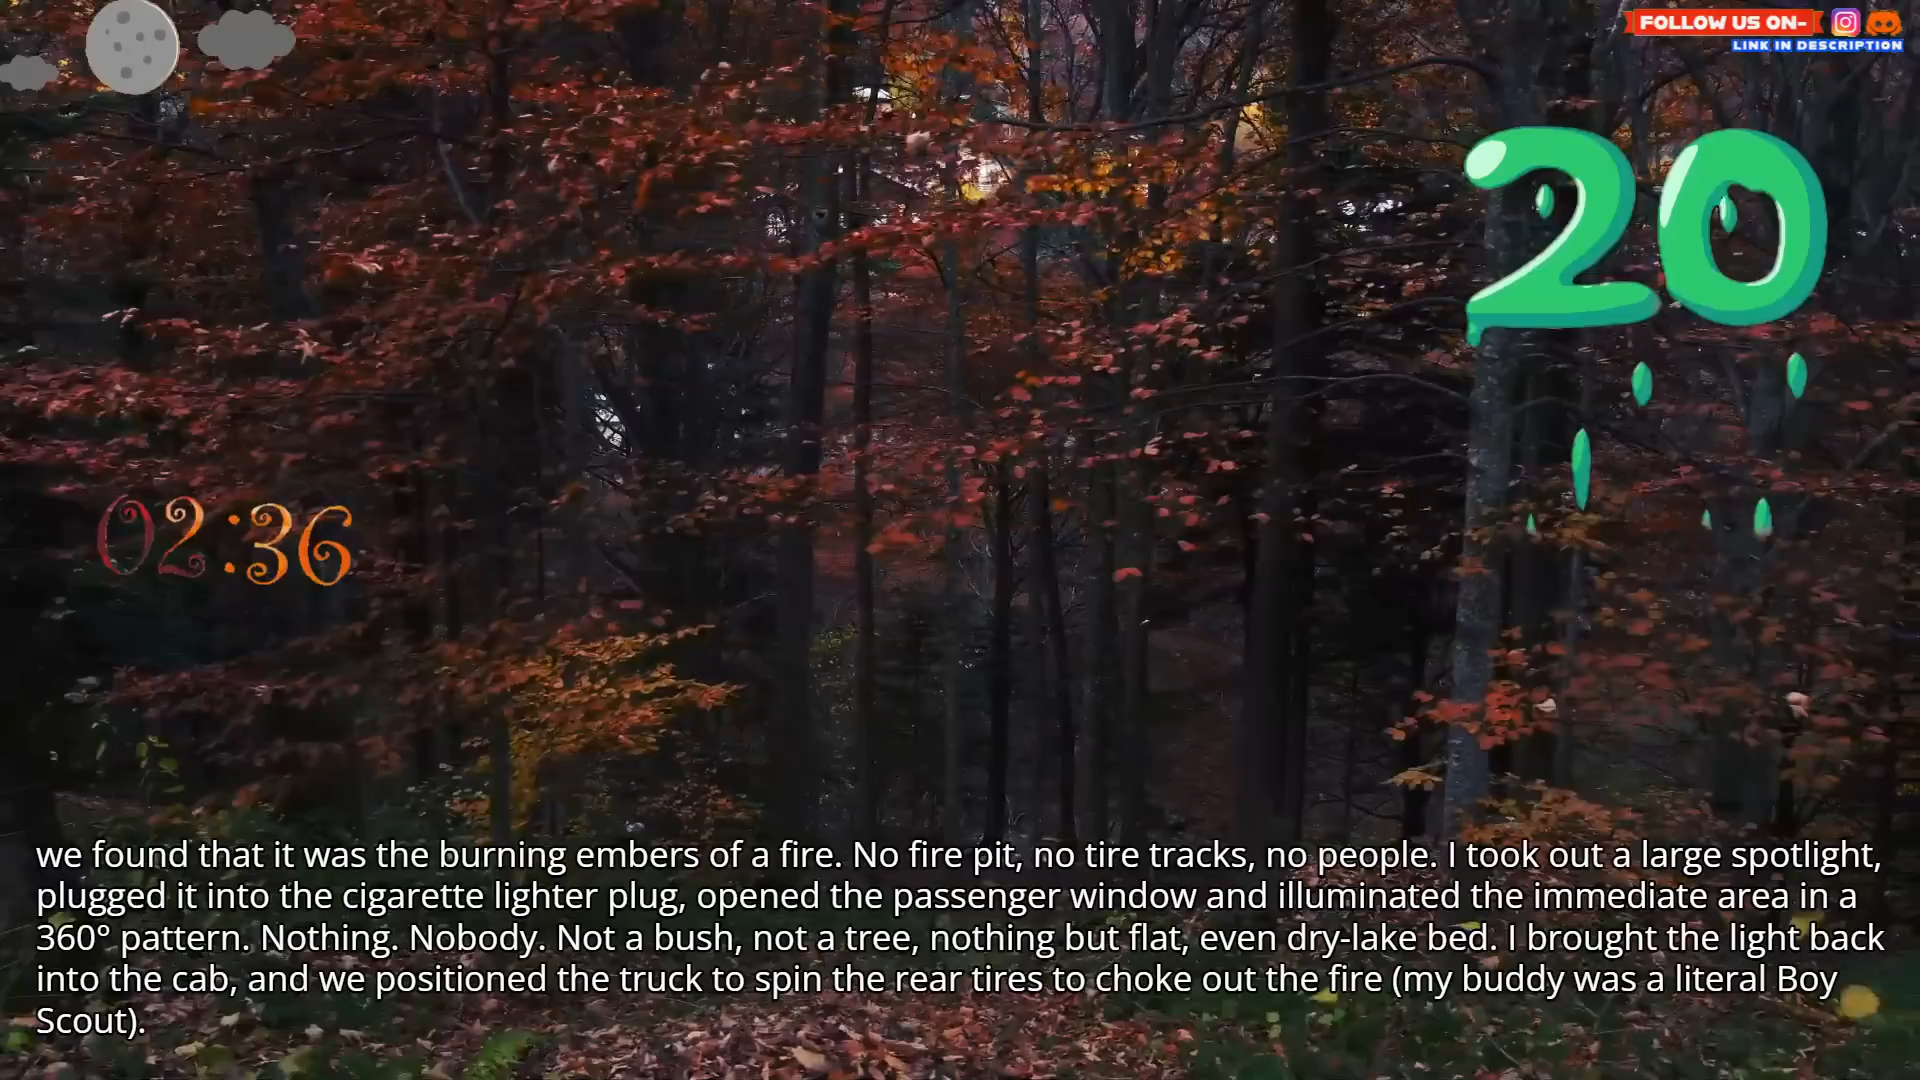 FOLLOW US ON-
LINK IN DESCRIPTION
20
02:36
we found that it was the burning embers of a fire. No fire pit, no tire tracks, no people. I took out a large spotlight,
plugged it into the cigarette lighter plug, opened the passenger window and illuminated the immediate area in a
360° pattern. Nothing. Nobody. Not a bush, not a tree, nothing but flat, even dry-lake bed. I brought the light back
into the cab, and we positioned the truck to spin the rear tires to choke out the fire (my buddy was a literal Boy
Scout).